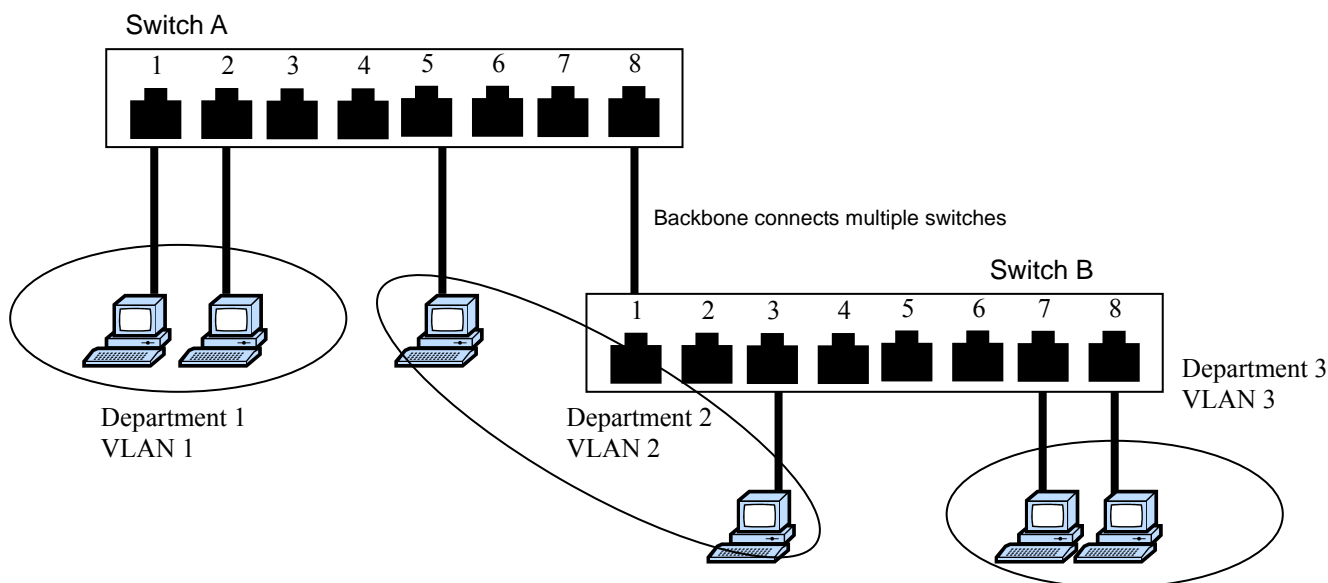 Switch A
1 2 3 4 5 6 7 8
Backbone connects multiple switches
Switch B
1 2 3 4 5 6 7 8
Department 1
VLAN 1
Department 2
VLAN 2
Department 3
VLAN 3